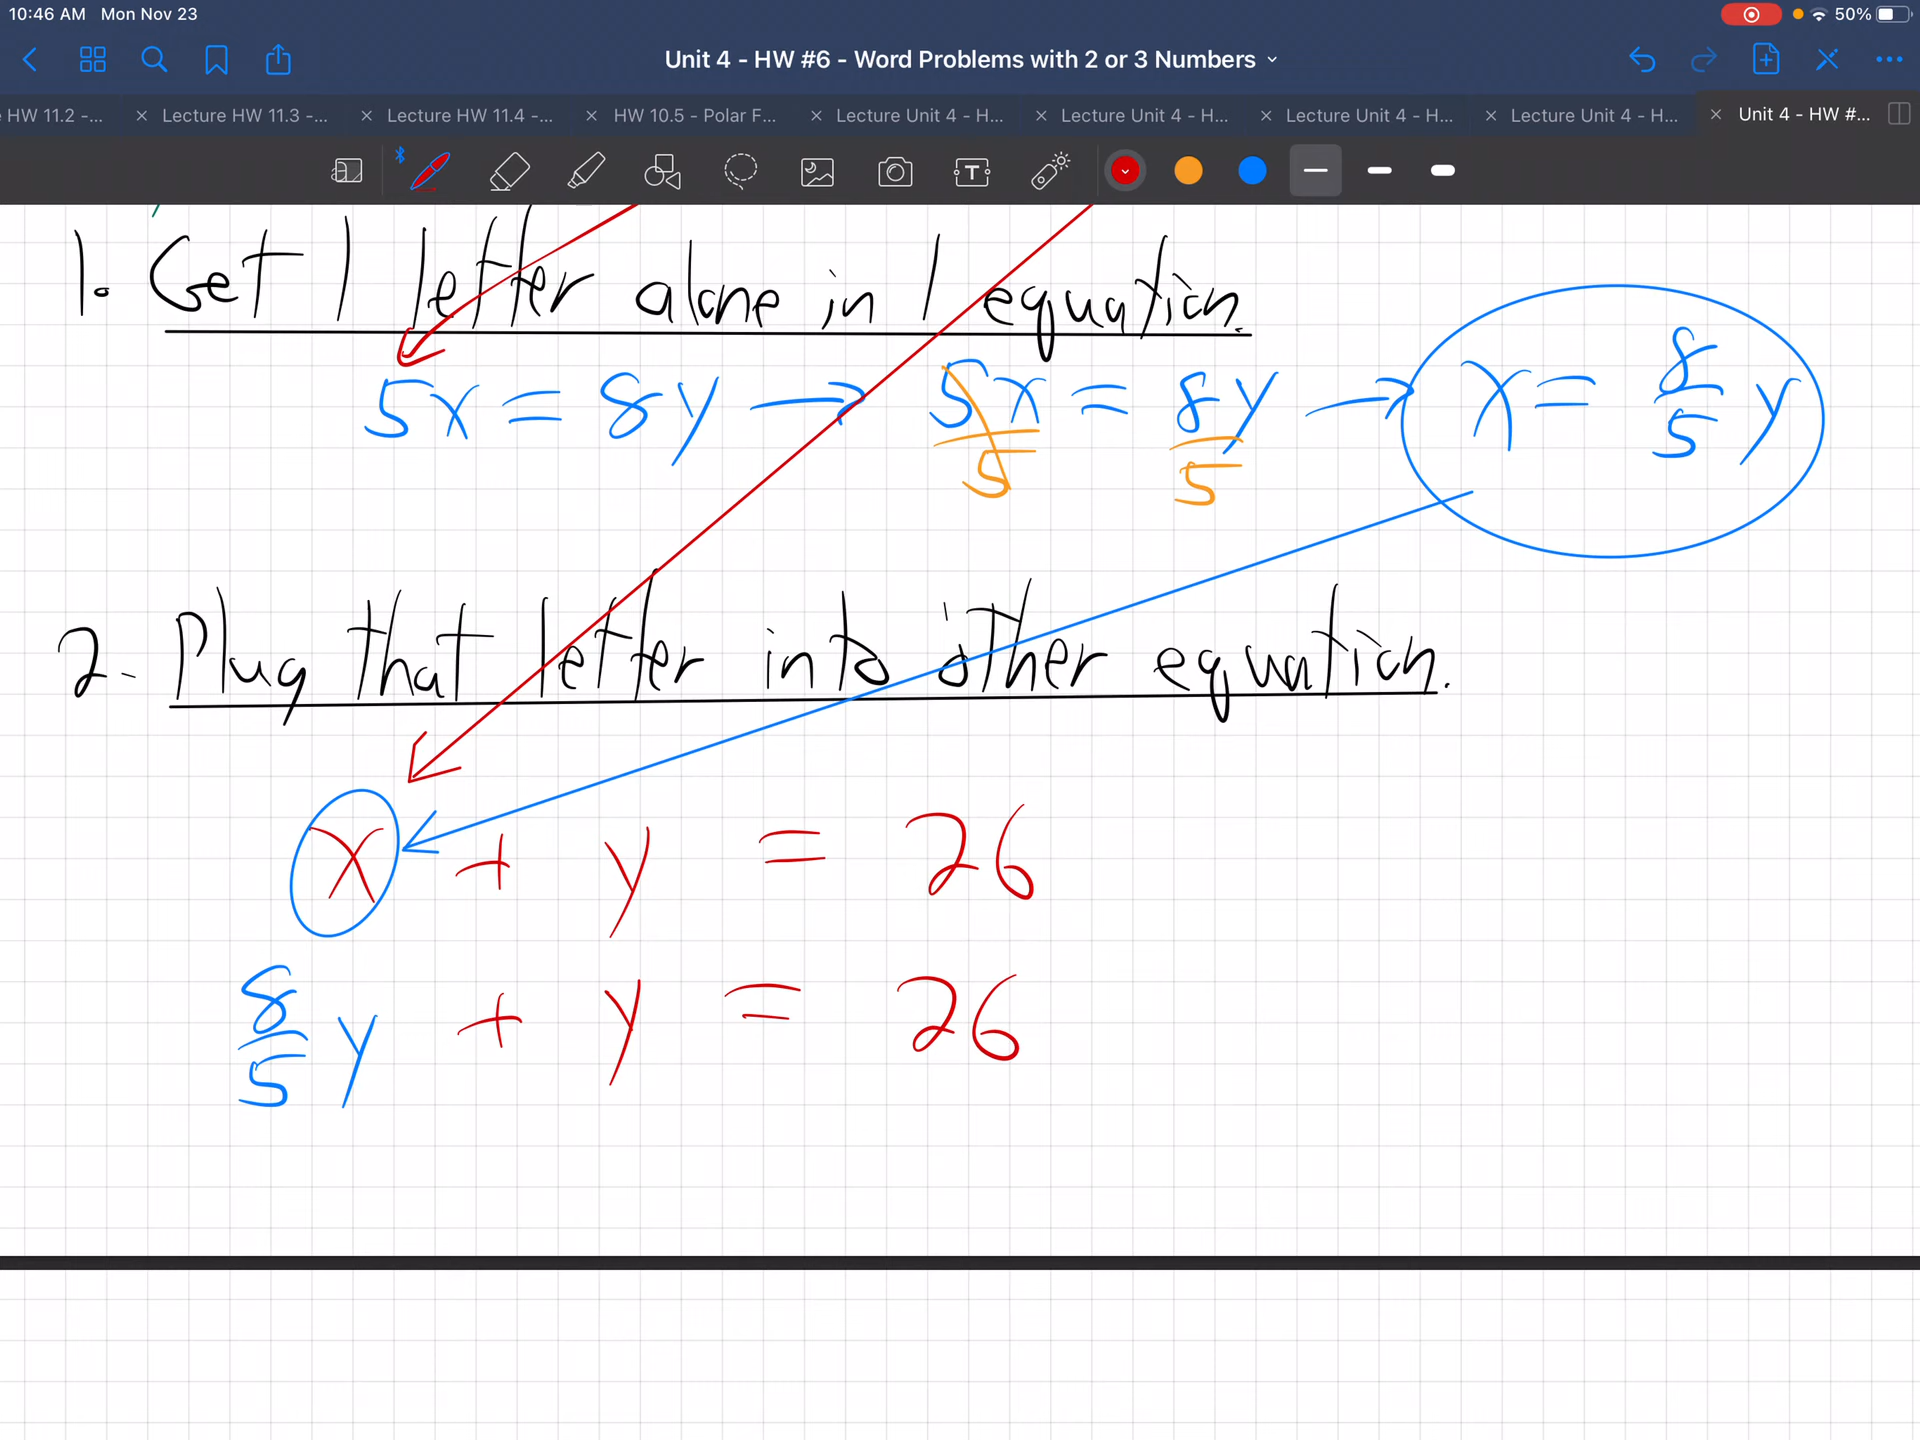 10:46 AM Mon Nov 23
50%
Unit 4 - HW #6 - Word Problems with 2 or 3 Numbers
HW 11.2 -... Lecture HW 11.3 -... Lecture HW 11.4 -... HW 10.5 - Polar F... Lecture Unit 4 - H... Lecture Unit 4 - H... Lecture Unit 4 - H... Lecture Unit 4 - H... Unit 4 - HW #...
1. Get 1 letter alone in 1 equation.
5x = 8y → 5x/5 = 8y/5 → x = 8/5 y
2. Plug that letter into other equation.
x + y = 26
8/5 y + y = 26